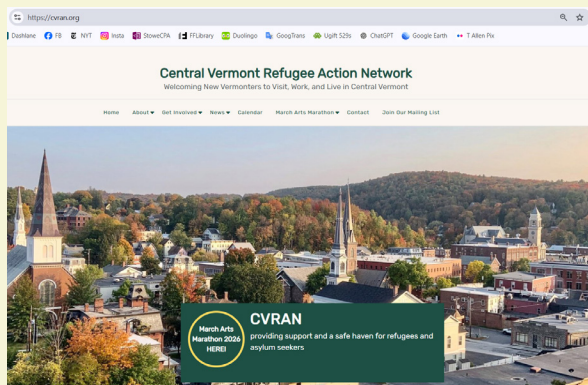 https://cvran.org
Dashlane FB NYT Insta StoweCPA FFLibrary Duolingo GoogTrans Ugift 529s ChatGPT Google Earth T Allen Pix
Central Vermont Refugee Action Network
Welcoming New Vermonters to Visit, Work, and Live in Central Vermont
Home About Get Involved News Calendar March Arts Marathon Contact Join Our Mailing List
March Arts
Marathon 2026
HERE!
CVRAN
providing support and a safe haven for refugees and
asylum seekers